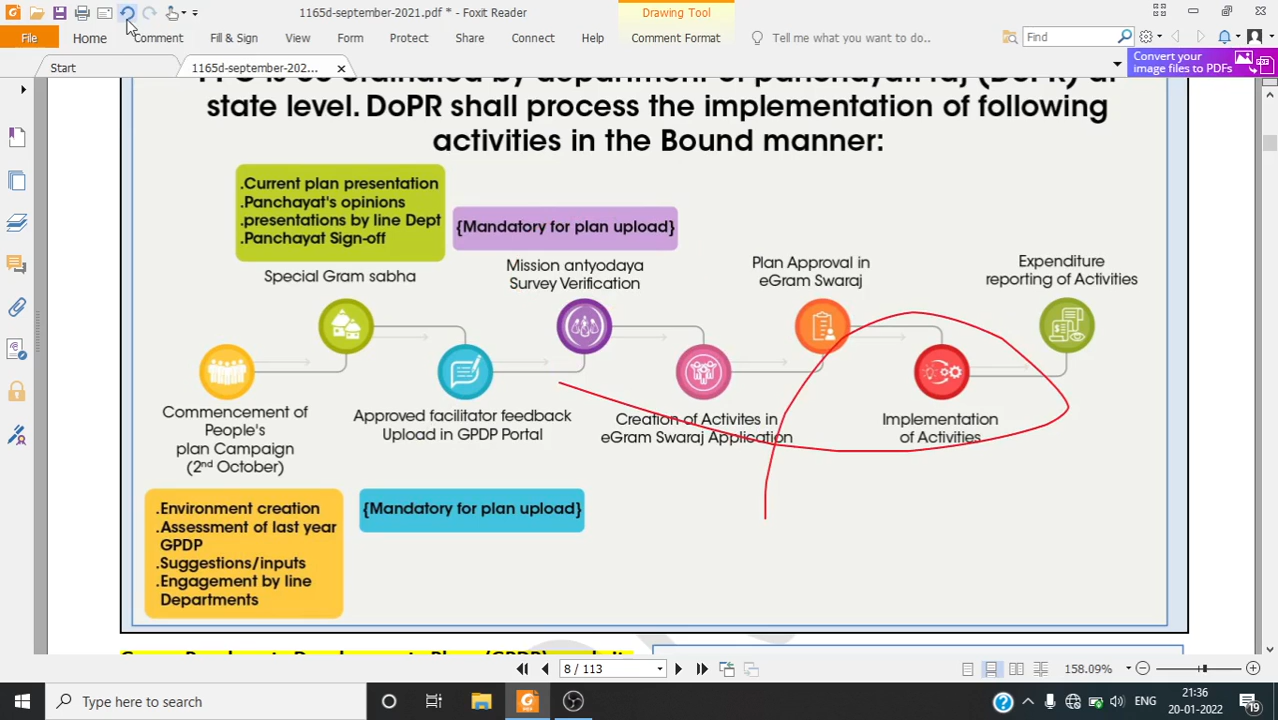 1165d-september-2021.pdf * - Foxit Reader
Drawing Tool
File
Home
Comment
Fill & Sign
View
Form
Protect
Share
Connect
Help
Comment Format
Tell me what you want to do..
Find
Start
1165d-september-202...
Convert your
image files to PDFs
state level. DoPR shall process the implementation of following
activities in the Bound manner:
.Current plan presentation
.Panchayat's opinions
.presentations by line Dept
.Panchayat Sign-off
{Mandatory for plan upload}
Special Gram sabha
Mission antyodaya
Survey Verification
Plan Approval in
eGram Swaraj
Expenditure
reporting of Activities
Commencement of
People's
plan Campaign
(2nd October)
Approved facilitator feedback
Upload in GPDP Portal
Creation of Activites in
eGram Swaraj Application
Implementation
of Activities
.Environment creation
.Assessment of last year
GPDP
.Suggestions/inputs
.Engagement by line
Departments
{Mandatory for plan upload}
8 / 113
158.09%
Type here to search
ENG
21:36
20-01-2022
19